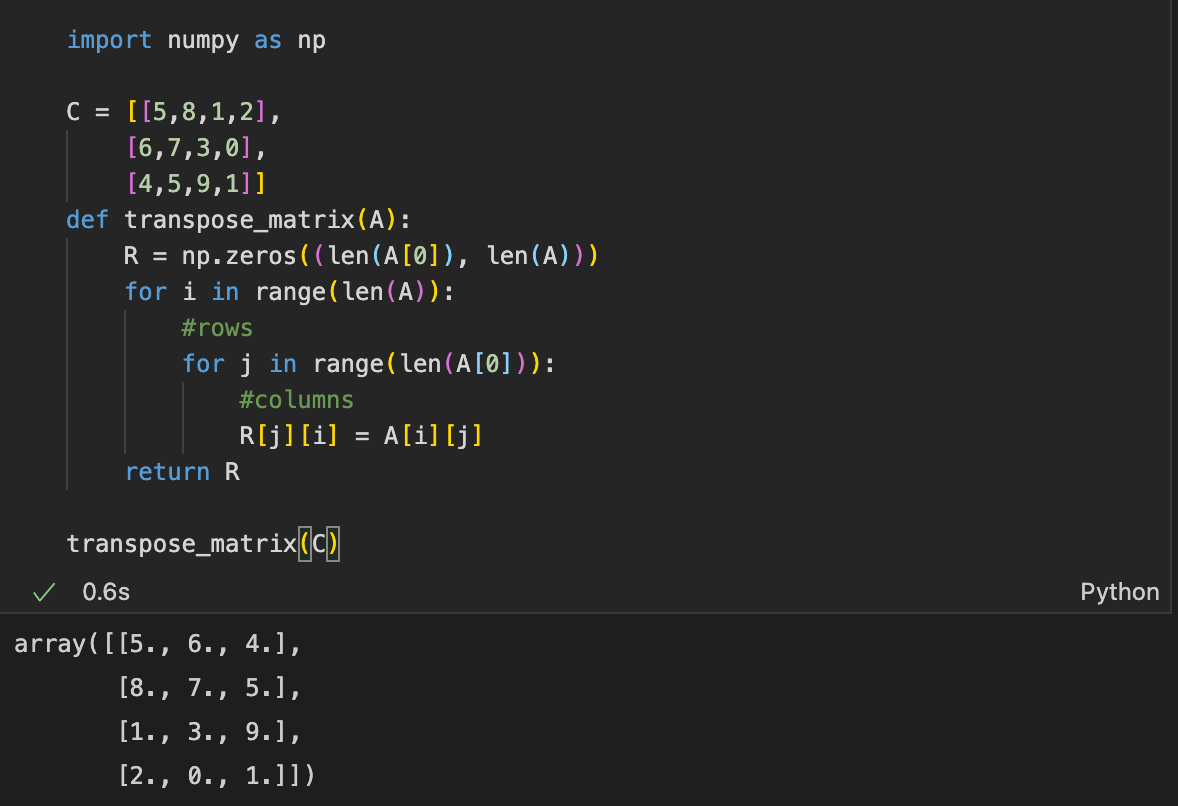 import numpy as np
C = [[5,8,1,2],
[6,7,3,0],
[4,5,9,1]]
def transpose_matrix(A):
R = np.zeros((len(A[0]), len(A)))
for i in range(len(A)):
#rows
for j in range(len(A[0])):
#columns
R[j][i] = A[i][j]
return R
transpose_matrix(C)
0.6s
Python
array([[5., 6., 4.],
[8., 7., 5.],
[1., 3., 9.],
[2., 0., 1.]])